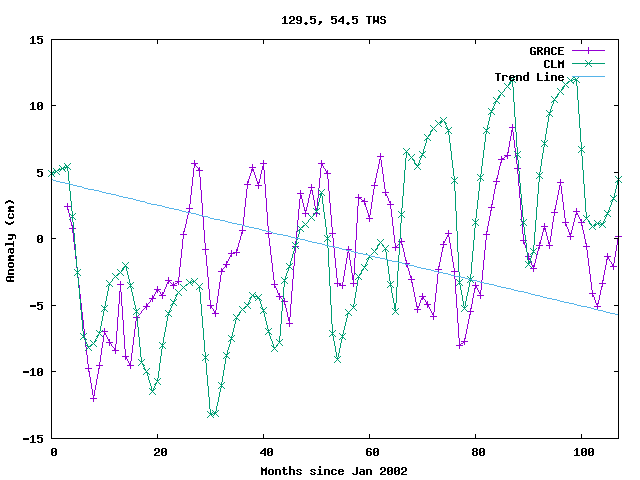 129.5, 54.5 TWS
GRACE
CLM
Trend Line
Anomaly (cm)
15
10
5
0
-5
-10
-15
0 20 40 60 80 100
Months since Jan 2002